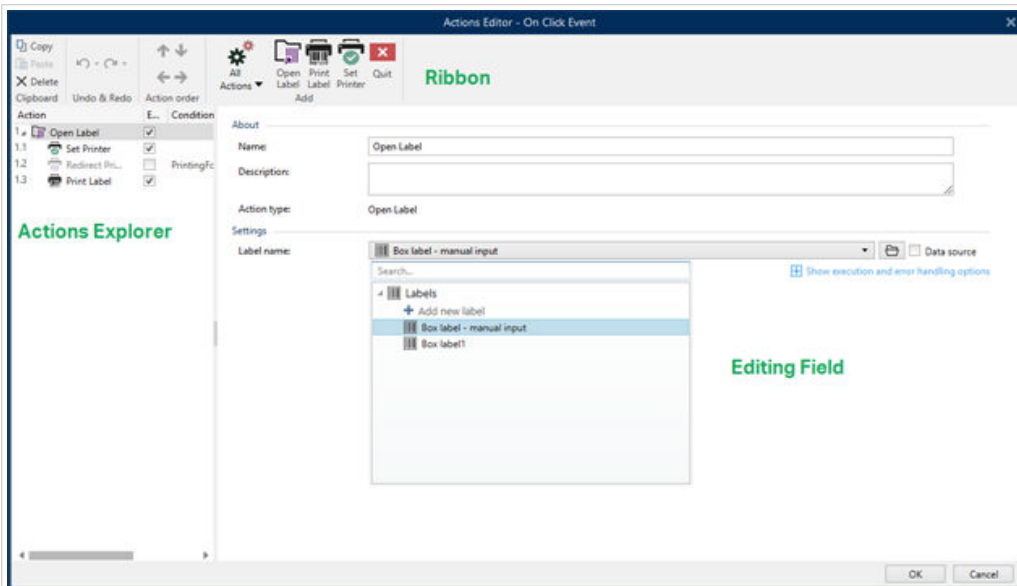 Actions Editor - On Click Event
Copy
Paste
Delete
Clipboard
Undo & Redo
Action order
All Actions
Open Label
Print Label
Set Printer
Quit
Add
Ribbon
Action E... Condition
1 Open Label
1.1 Set Printer
1.2 Redirect Pri... PrintingFc
1.3 Print Label
Actions Explorer
About
Name: Open Label
Description:
Action type: Open Label
Settings
Label name: Box label - manual input Data source
Search...
Show execution and error handling options
Labels
Add new label
Box label - manual input
Box label1
Editing Field
OK Cancel